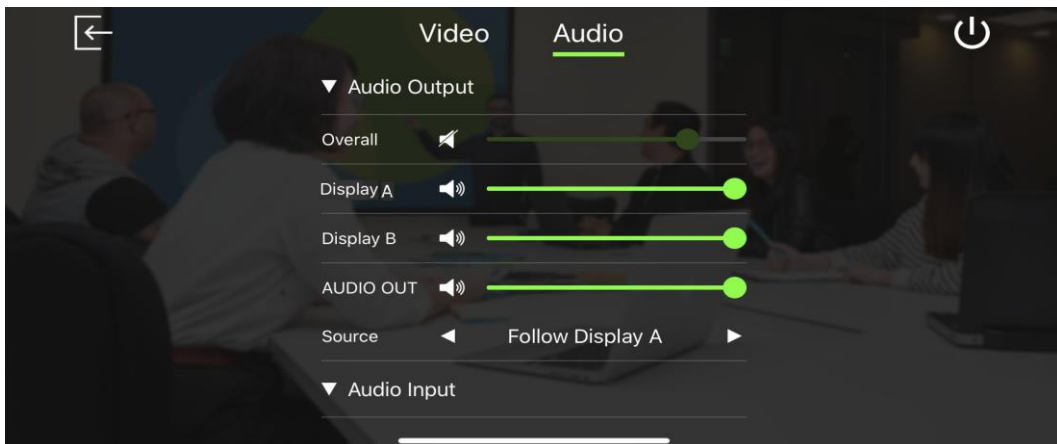 Video Audio
▼ Audio Output
Overall
Display A
Display B
AUDIO OUT
Source ◀ Follow Display A ▶
▼ Audio Input